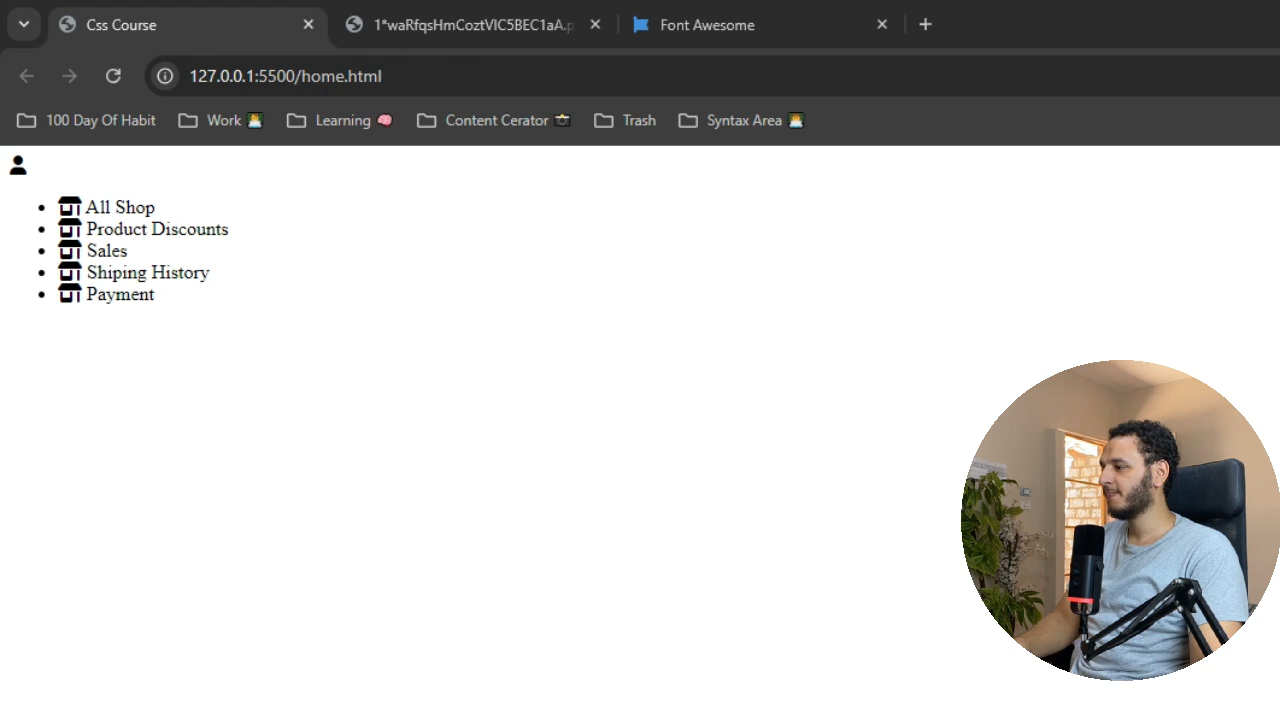 Css Course
1*waRfqsHmCoztVIC5BEC1aA.p
Font Awesome
127.0.0.1:5500/home.html
100 Day Of Habit
Work
Learning
Content Cerator
Trash
Syntax Area
All Shop
Product Discounts
Sales
Shiping History
Payment